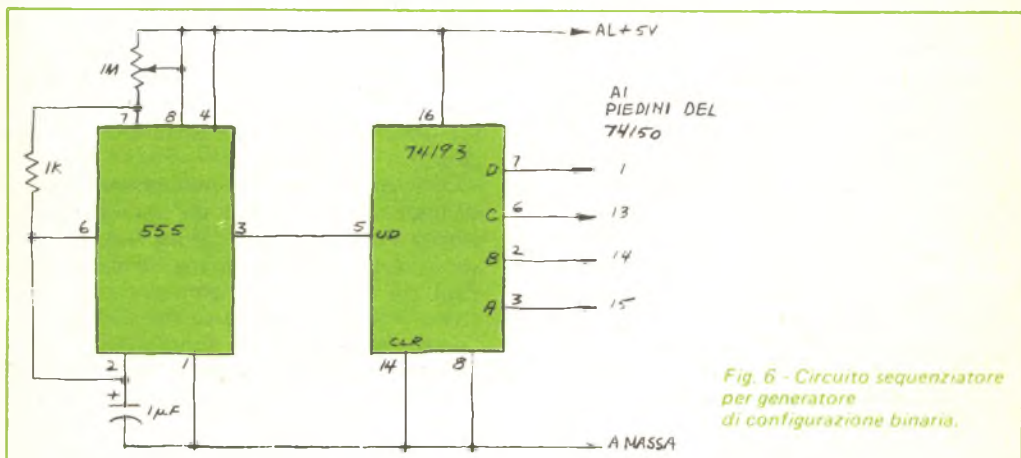 AL +5V
1M
AI
PIEDINI DEL
74150
7 8 4
16
1K
74193
D 7 1
C 6 13
6 555 3 5 UP
B 2 14
A 3 15
CLR
2 1 14 8
+
1µF
A MASSA
Fig. 6 - Circuito sequenziatore
per generatore
di configurazione binaria.